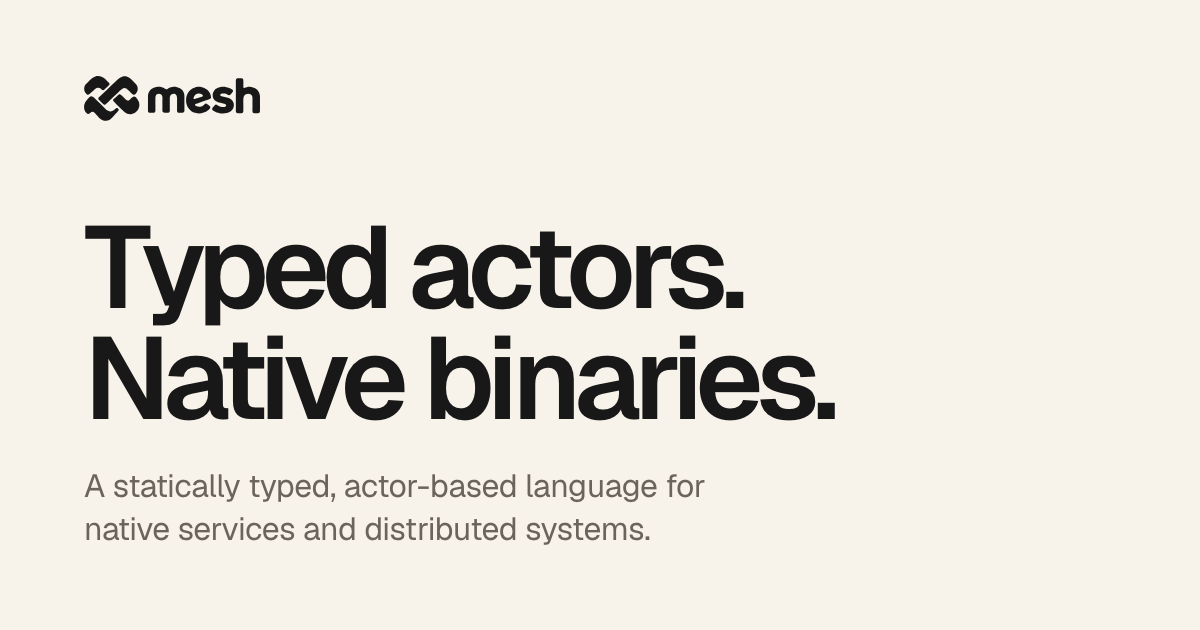 mesh
Typed actors.
Native binaries.
A statically typed, actor-based language for
native services and distributed systems.